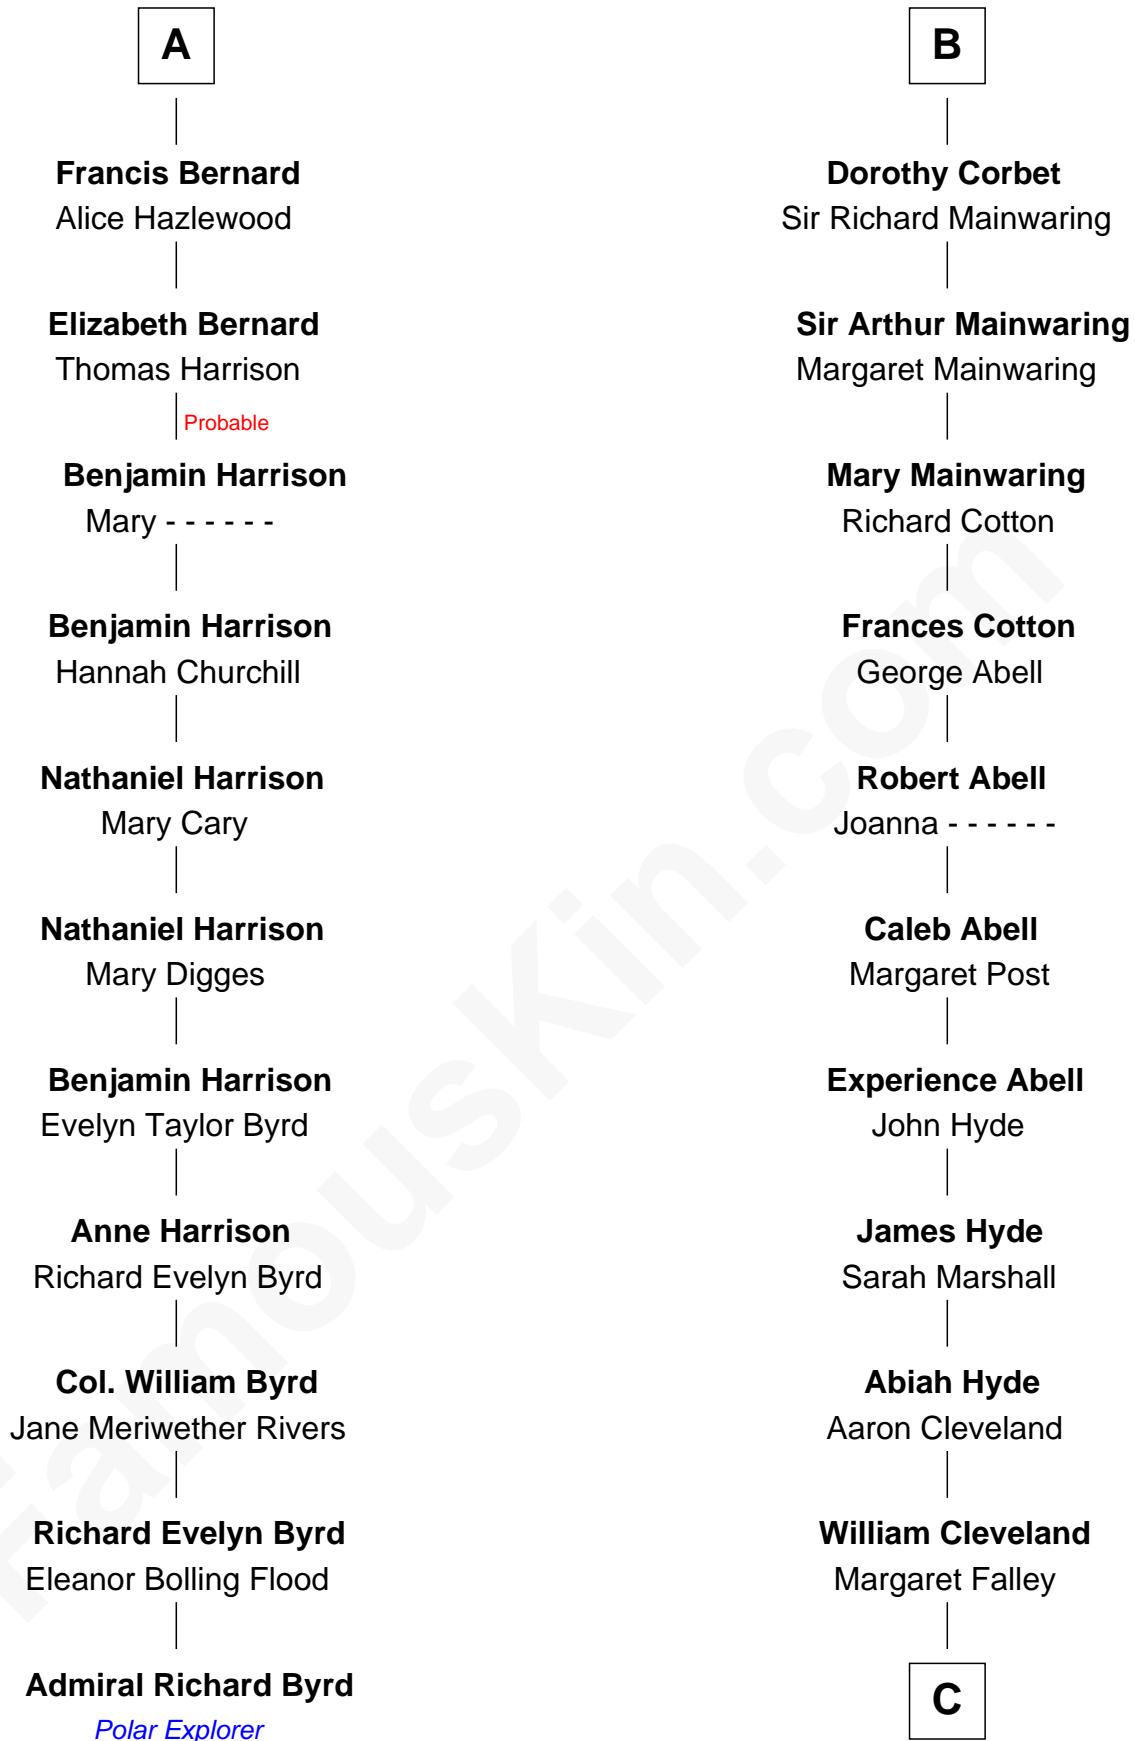 A
Francis Bernard
Alice Hazlewood
Elizabeth Bernard
Thomas Harrison
Probable
Benjamin Harrison
Mary - - - - - -
Benjamin Harrison
Hannah Churchill
Nathaniel Harrison
Mary Cary
Nathaniel Harrison
Mary Digges
Benjamin Harrison
Evelyn Taylor Byrd
Anne Harrison
Richard Evelyn Byrd
Col. William Byrd
Jane Meriwether Rivers
Richard Evelyn Byrd
Eleanor Bolling Flood
Admiral Richard Byrd
Polar Explorer
B
Dorothy Corbet
Sir Richard Mainwaring
Sir Arthur Mainwaring
Margaret Mainwaring
Mary Mainwaring
Richard Cotton
Frances Cotton
George Abell
Robert Abell
Joanna - - - - - -
Caleb Abell
Margaret Post
Experience Abell
John Hyde
James Hyde
Sarah Marshall
Abiah Hyde
Aaron Cleveland
William Cleveland
Margaret Falley
C
FamousKin.com